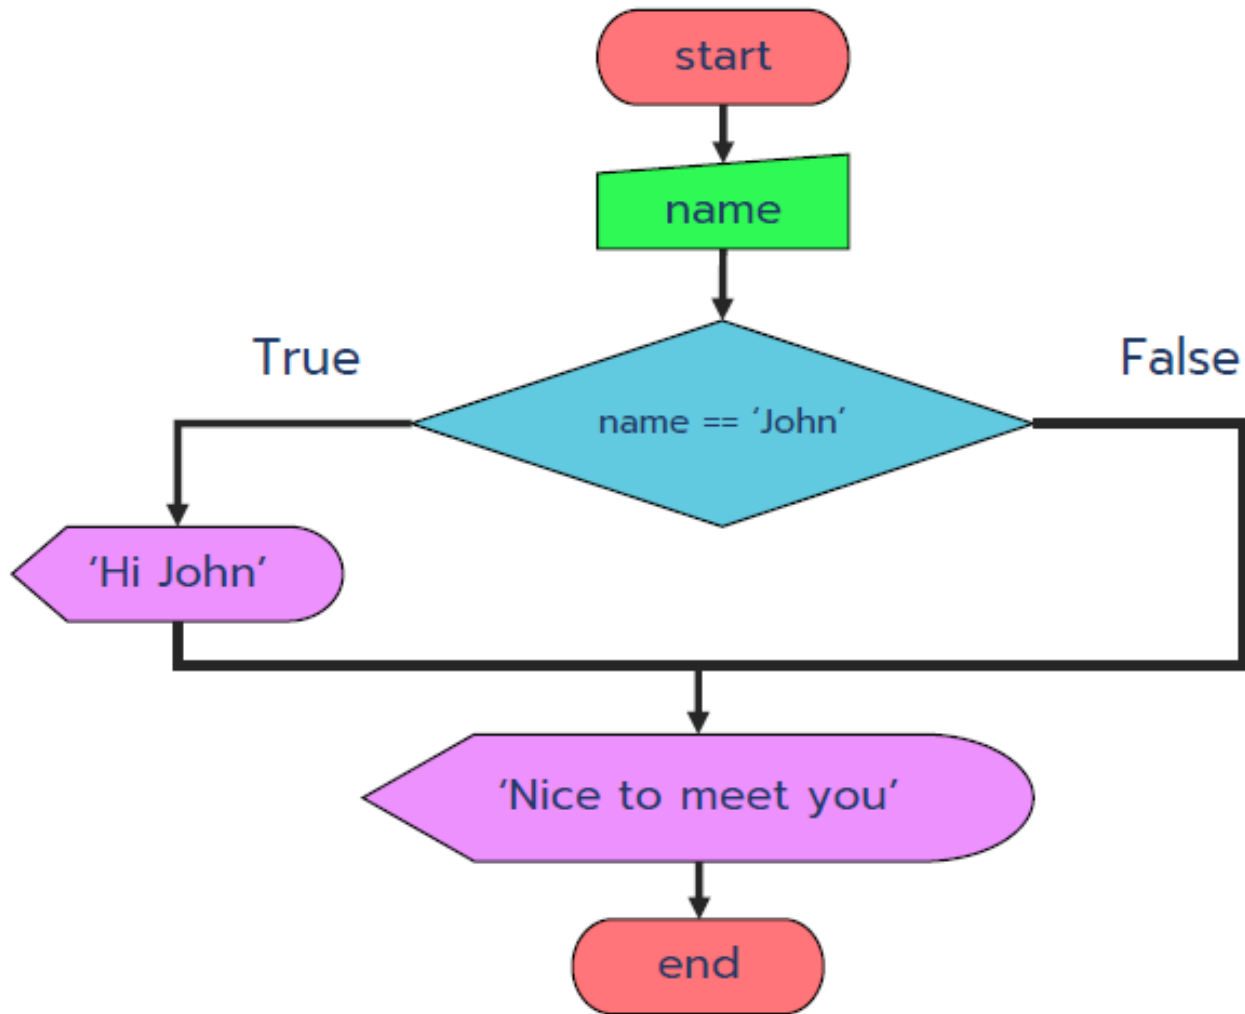 start
name
True
False
name == ‘John’
‘Hi John’
‘Nice to meet you’
end